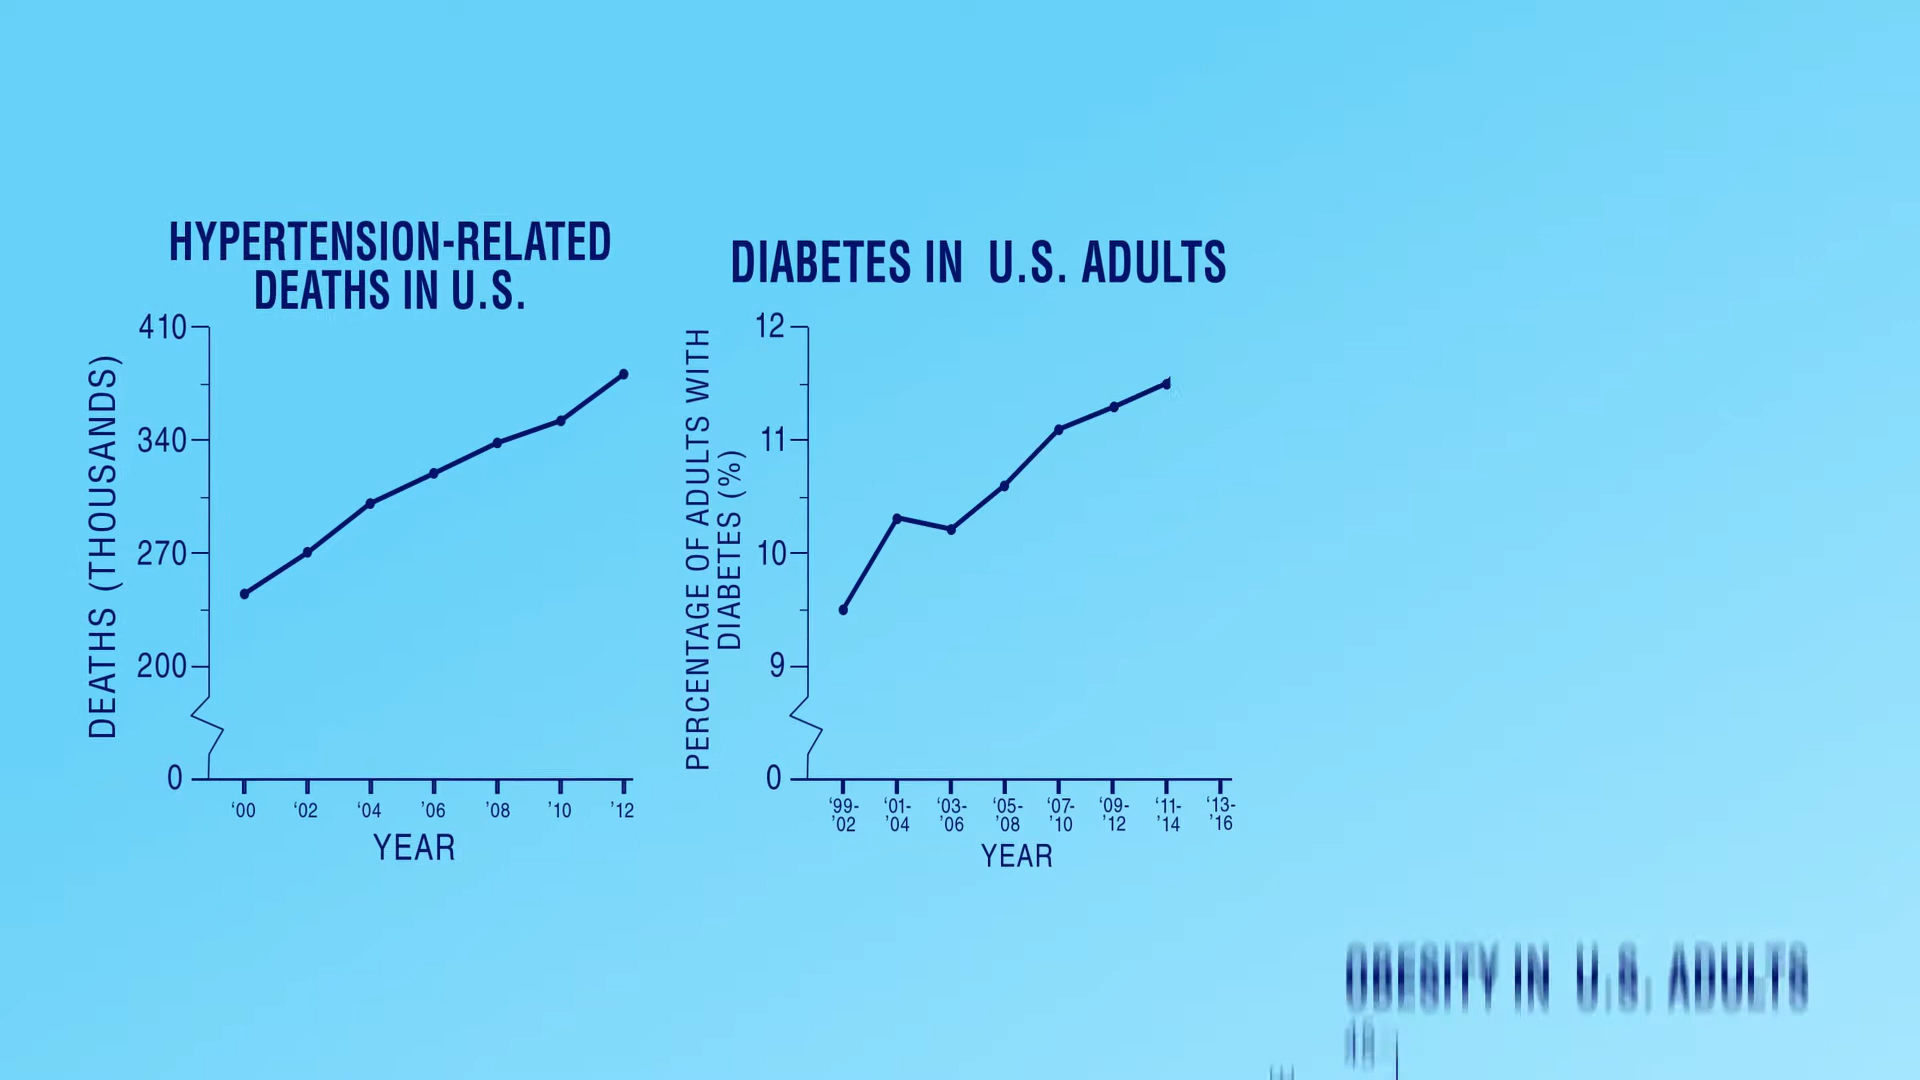 HYPERTENSION-RELATED
DEATHS IN U.S.
DEATHS (THOUSANDS)
410
340
270
200
0
‘00 ‘02 ‘04 ’06 ’08 ’10 ’12
YEAR
DIABETES IN U.S. ADULTS
PERCENTAGE OF ADULTS WITH
DIABETES (%)
12
11
10
9
0
‘99- ‘01- ‘03- ‘05- ‘07- ‘09- ‘11- ‘13-
’02 ’04 ’06 ’08 ’10 ’12 ’14 ’16
YEAR
OBESITY IN U.S. ADULTS